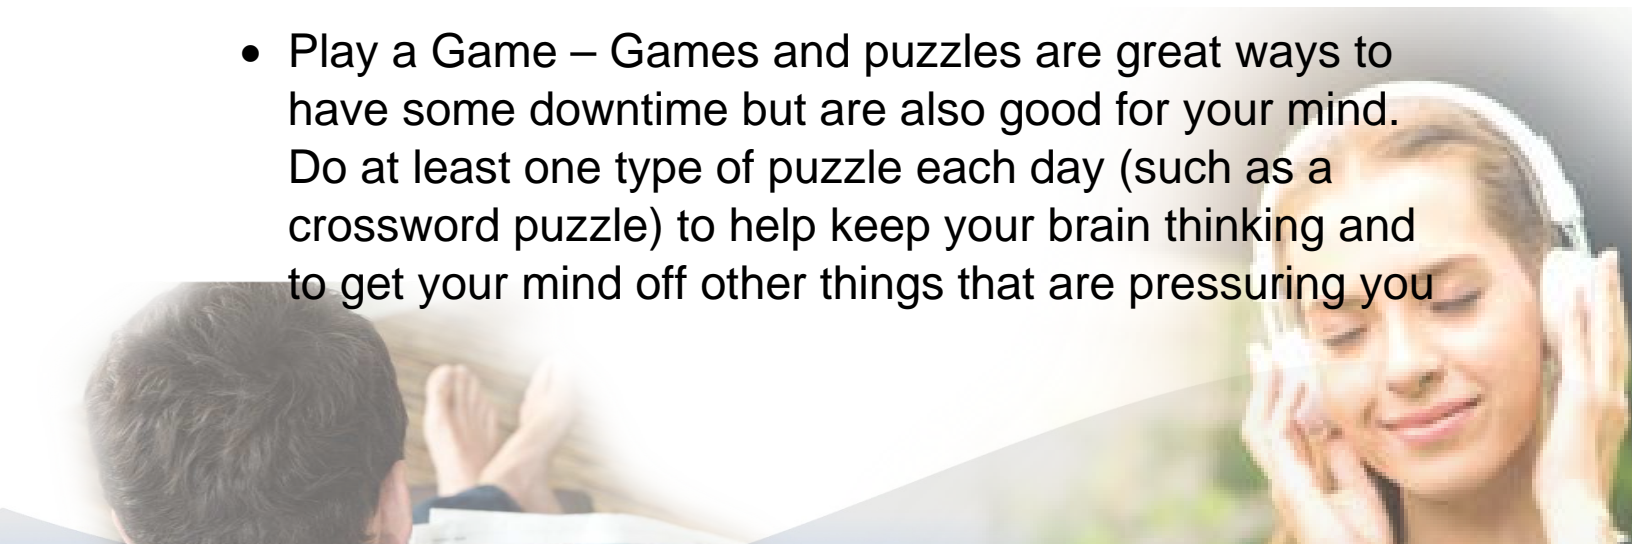 • Play a Game – Games and puzzles are great ways to
have some downtime but are also good for your mind.
Do at least one type of puzzle each day (such as a
crossword puzzle) to help keep your brain thinking and
to get your mind off other things that are pressuring you